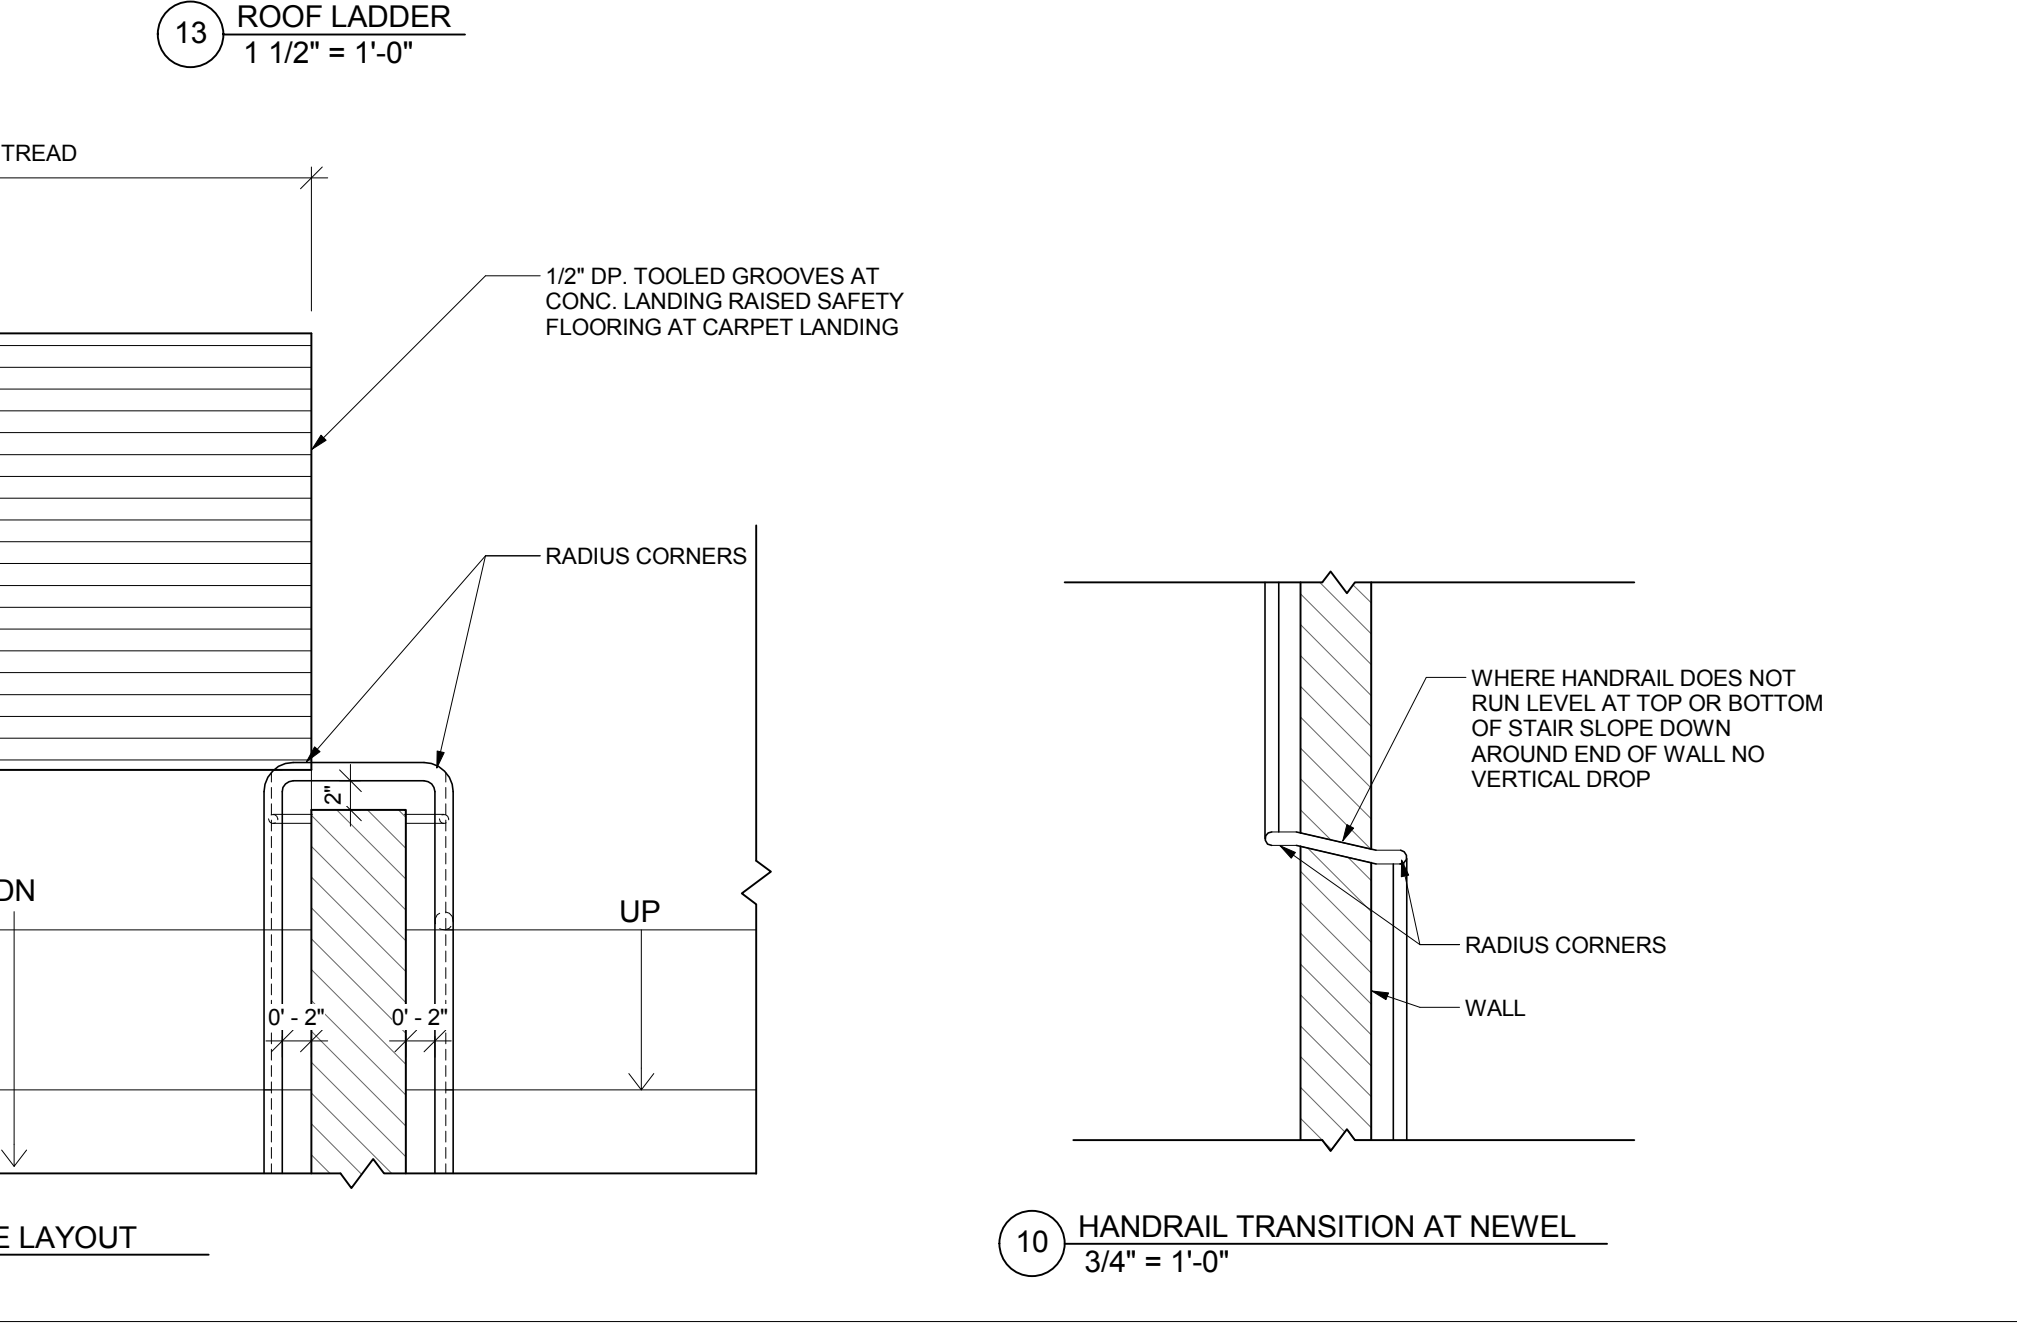 13
ROOF LADDER
1 1/2" = 1'-0"
TREAD
1/2" DP. TOOLED GROOVES AT
CONC. LANDING RAISED SAFETY
FLOORING AT CARPET LANDING
RADIUS CORNERS
2"
DN
UP
0' - 2"
0' - 2"
E LAYOUT
WHERE HANDRAIL DOES NOT
RUN LEVEL AT TOP OR BOTTOM
OF STAIR SLOPE DOWN
AROUND END OF WALL NO
VERTICAL DROP
RADIUS CORNERS
WALL
10
HANDRAIL TRANSITION AT NEWEL
3/4" = 1'-0"